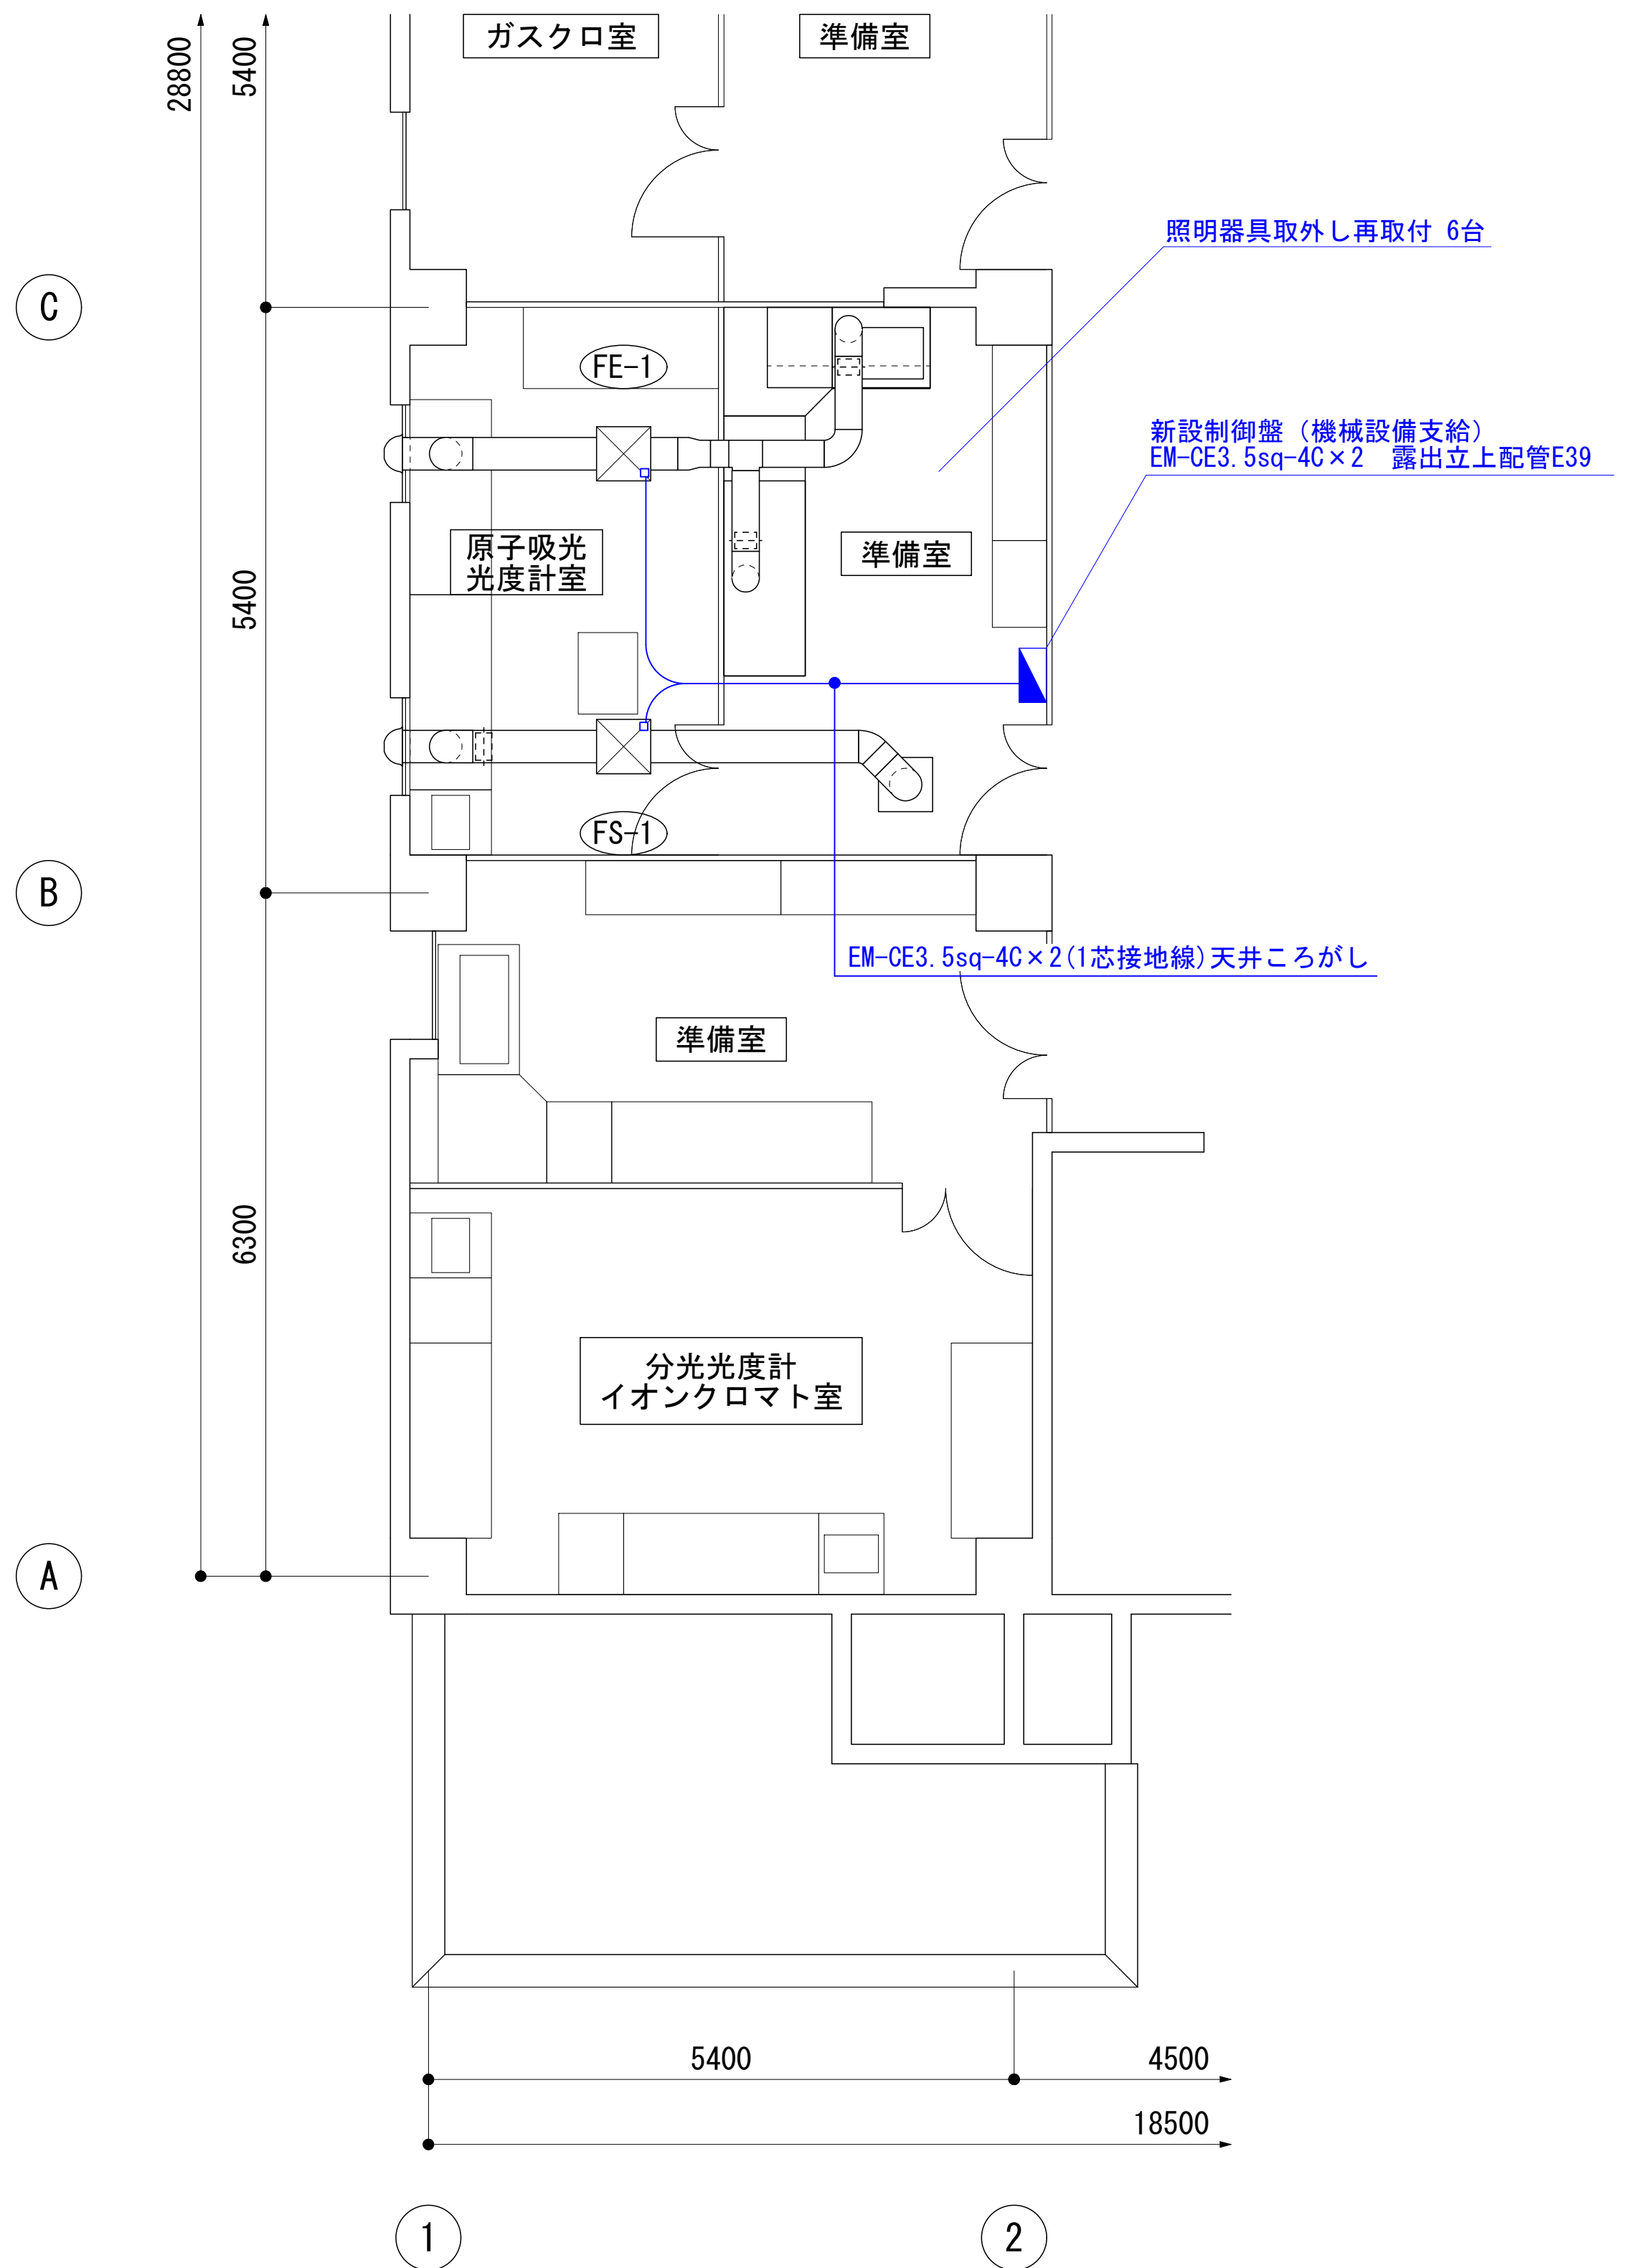 ガスクロ室
準備室
28800
5400
照明器具取外し再取付 6台
C
FE-1
新設制御盤（機械設備支給）
EM-CE3.5sq-4C×2　露出立上配管E39
原子吸光
光度計室
準備室
5400
FS-1
B
EM-CE3.5sq-4C×2(1芯接地線)天井ころがし
準備室
6300
分光光度計
イオンクロマト室
A
5400
4500
18500
1
2